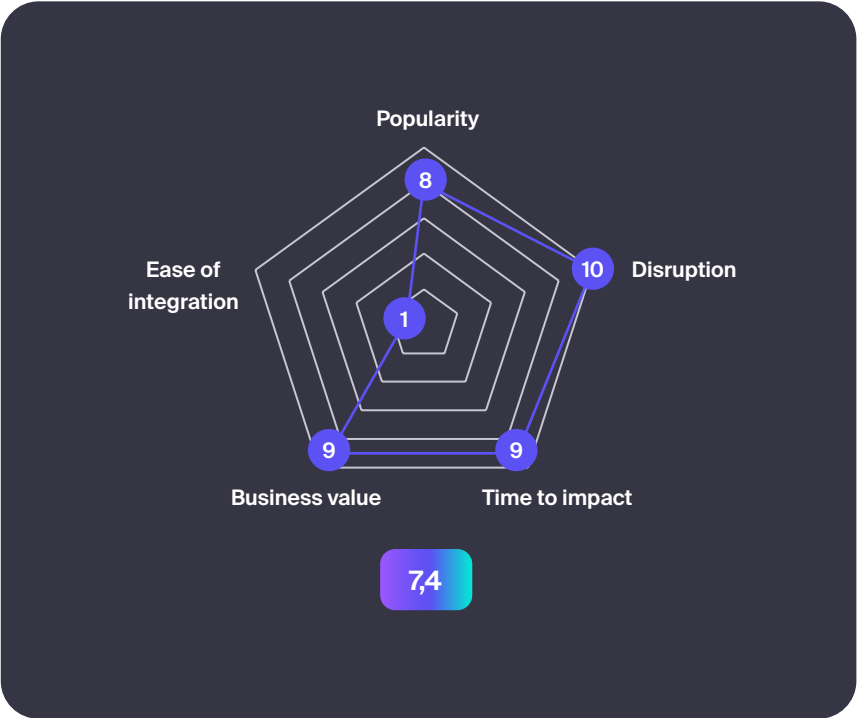 Popularity
8
Ease of
integration
10
Disruption
1
9
9
Business value
Time to impact
7,4